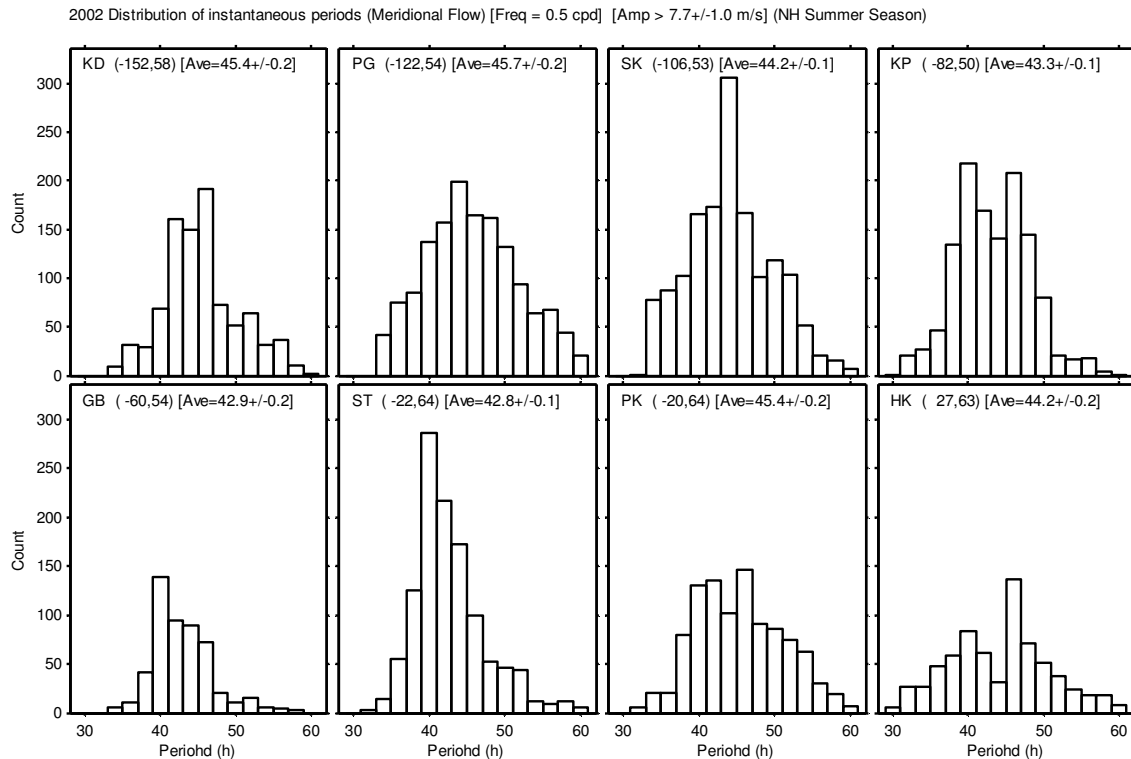 2002 Distribution of instantaneous periods (Meridional Flow) [Freq = 0.5 cpd] [Amp > 7.7+/-1.0 m/s] (NH Summer Season)
KD (-152,58) [Ave=45.4+/-0.2]
PG (-122,54) [Ave=45.7+/-0.2]
SK (-106,53) [Ave=44.2+/-0.1]
KP ( -82,50) [Ave=43.3+/-0.1]
300
250
200
150
100
50
0
Count
GB ( -60,54) [Ave=42.9+/-0.2]
ST ( -22,64) [Ave=42.8+/-0.1]
PK ( -20,64) [Ave=45.4+/-0.2]
HK ( 27,63) [Ave=44.2+/-0.2]
300
250
200
150
100
50
0
Count
30 40 50 60
30 40 50 60
30 40 50 60
30 40 50 60
Periohd (h)
Periohd (h)
Periohd (h)
Periohd (h)